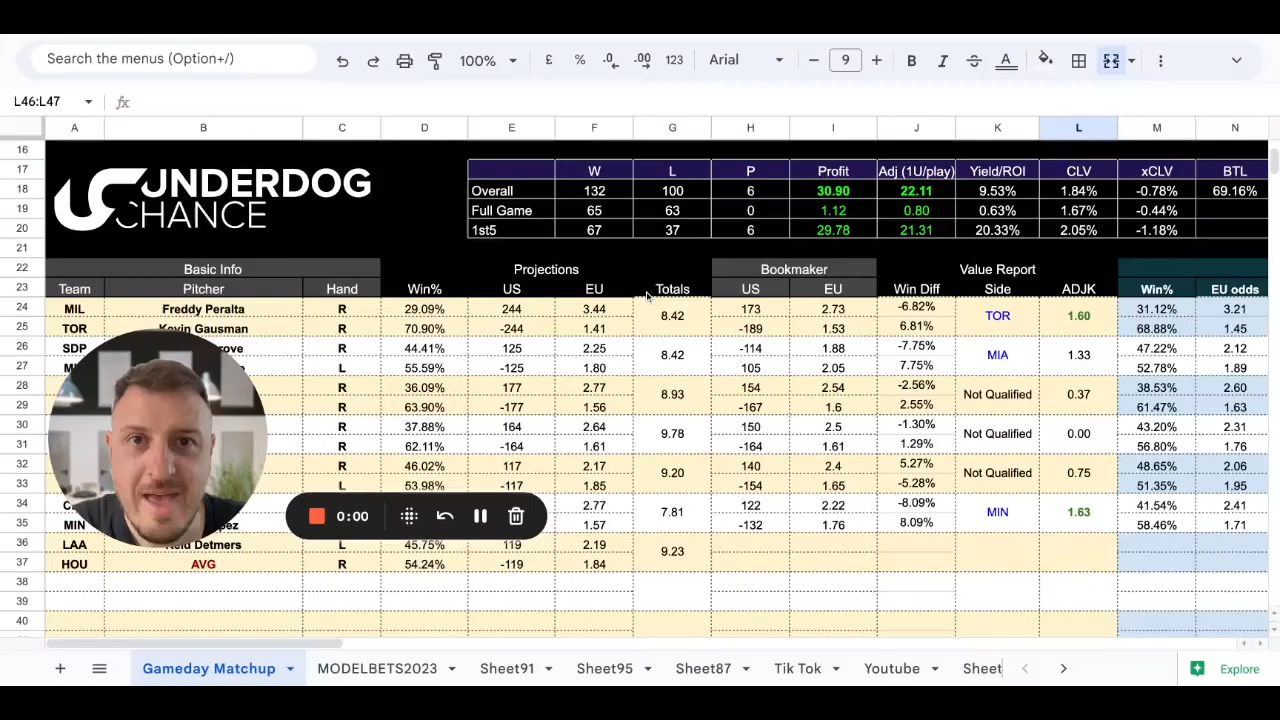 Search the menus (Option+/)
100% £ % .0 .00 123 Arial 9 B I S A
L46:L47 fx
A B C D E F G H I J K L M N
16
17 W L P Profit Adj (1U/play) Yield/ROI CLV xCLV BTL
18 Overall 132 100 6 30.90 22.11 9.53% 1.84% -0.78% 69.16%
19 Full Game 65 63 0 1.12 0.80 0.63% 1.67% -0.44%
20 1st5 67 37 6 29.78 21.31 20.33% 2.05% -1.18%
UNDERDOG
CHANCE
21
22 Basic Info Projections Bookmaker Value Report
23 Team Pitcher Hand Win% US EU Totals US EU Win Diff Side ADJK Win% EU odds
24 MIL Freddy Peralta R 29.09% 244 3.44 8.42 173 2.73 -6.82% TOR 1.60 31.12% 3.21
25 TOR Kevin Gausman R 70.90% -244 1.41 -189 1.53 6.81% 68.88% 1.45
26 SDP rove R 44.41% 125 2.25 8.42 -114 1.88 -7.75% MIA 1.33 47.22% 2.12
27 L 55.59% -125 1.80 105 2.05 7.75% 52.78% 1.89
28 R 36.09% 177 2.77 8.93 154 2.54 -2.56% Not Qualified 0.37 38.53% 2.60
29 R 63.90% -177 1.56 -167 1.6 2.55% 61.47% 1.63
30 R 37.88% 164 2.64 9.78 150 2.5 -1.30% Not Qualified 0.00 43.20% 2.31
31 R 62.11% -164 1.61 -164 1.61 1.29% 56.80% 1.76
32 R 46.02% 117 2.17 9.20 140 2.4 5.27% Not Qualified 0.75 48.65% 2.06
33 L 53.98% -117 1.85 -154 1.65 -5.28% 51.35% 1.95
34 2.77 7.81 122 2.22 -8.09% MIN 1.63 41.54% 2.41
35 MIN pez 1.57 -132 1.76 8.09% 58.46% 1.71
36 LAA Reid Detmers L 45.75% 119 2.19 9.23
37 HOU AVG R 54.24% -119 1.84
38
39
40
0:00
+ Gameday Matchup MODELBETS2023 Sheet91 Sheet95 Sheet87 Tik Tok Youtube Sheet Explore